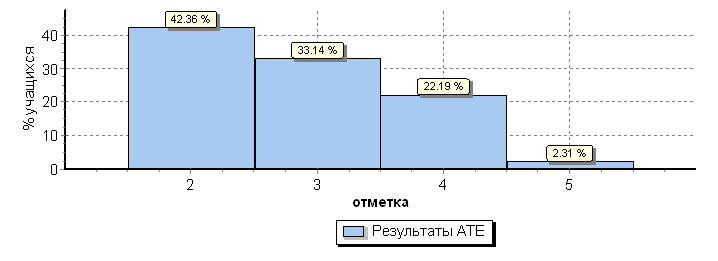 42.36 %
33.14 %
22.19 %
2.31 %
% учащихся
40
30
20
10
0
2 3 4 5
отметка
Результаты АТЕ